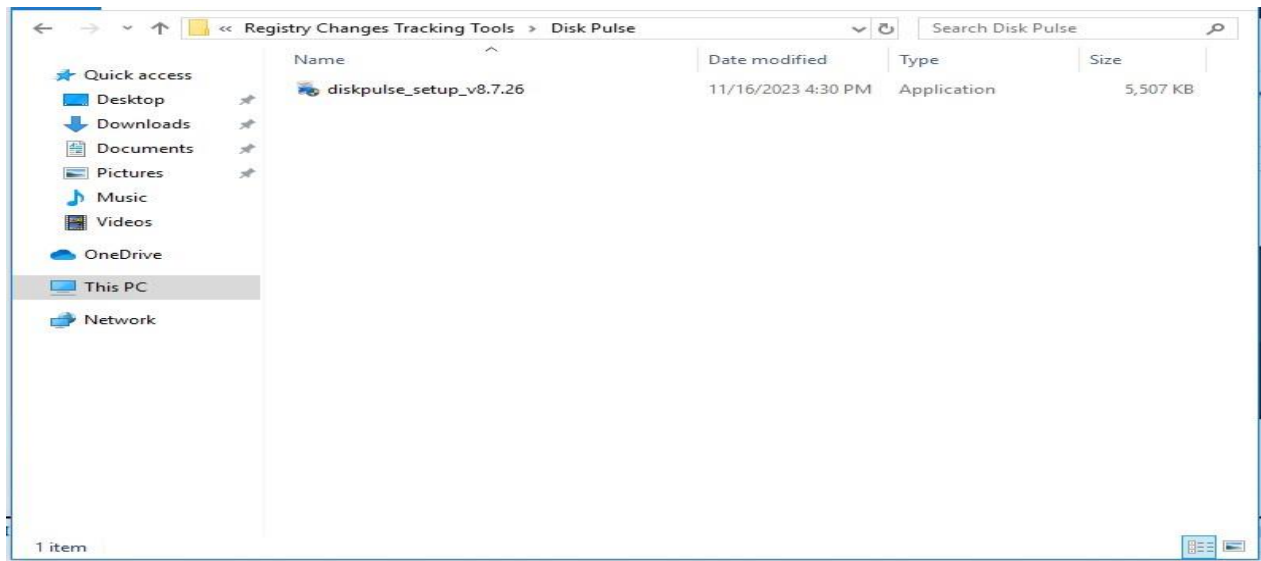 « Registry Changes Tracking Tools > Disk Pulse Search Disk Pulse
Name Date modified Type Size
Quick access
Desktop
Downloads
Documents
Pictures
Music
Videos
OneDrive
This PC
Network
diskpulse_setup_v8.7.26 11/16/2023 4:30 PM Application 5,507 KB
1 item